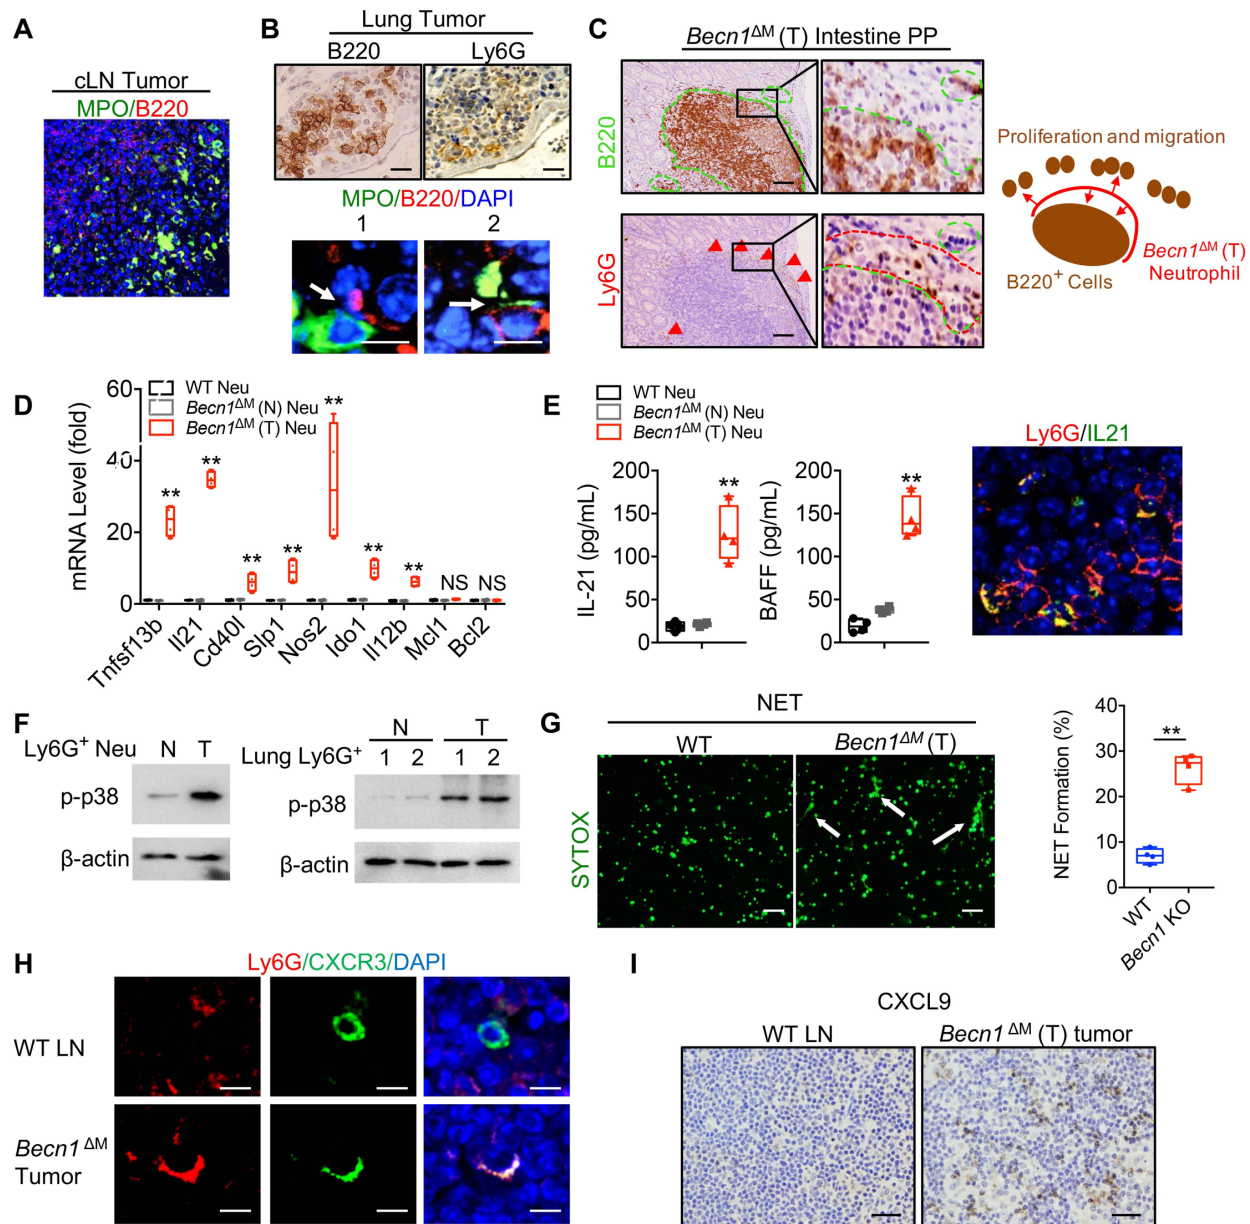 A
cLN Tumor
MPO/B220
B
Lung Tumor
B220
Ly6G
MPO/B220/DAPI
1
2
C
Becn1ΔM (T) Intestine PP
B220
Ly6G
Proliferation and migration
B220+ Cells
Becn1ΔM (T)
Neutrophil
D
WT Neu
Becn1ΔM (N) Neu
Becn1ΔM (T) Neu
mRNA Level (fold)
60
40
20
0
**
**
**
**
**
**
**
NS
NS
Tnfsf13b
Il21
Cd40l
Slp1
Nos2
Ido1
Il12b
Mcl1
Bcl2
E
WT Neu
Becn1ΔM (N) Neu
Becn1ΔM (T) Neu
IL-21 (pg/mL)
200
150
100
50
0
**
BAFF (pg/mL)
200
150
100
50
0
**
Ly6G/IL21
F
Ly6G+ Neu
N
T
p-p38
β-actin
N
T
Lung Ly6G+
1
2
1
2
p-p38
β-actin
G
NET
WT
Becn1ΔM (T)
SYTOX
NET Formation (%)
40
30
20
10
0
**
WT
Becn1 KO
H
Ly6G/CXCR3/DAPI
WT LN
Becn1 ΔM
Tumor
I
CXCL9
WT LN
Becn1 ΔM (T) tumor